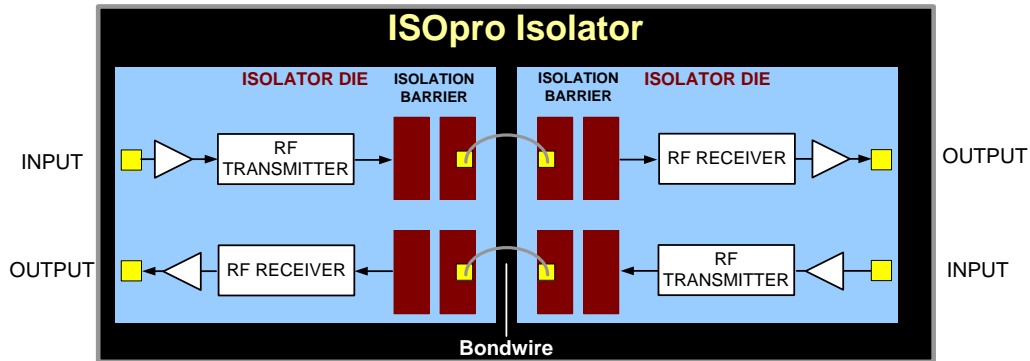 ISOpro Isolator
ISOLATOR DIE
ISOLATION
BARRIER
ISOLATION
BARRIER
ISOLATOR DIE
INPUT
RF
TRANSMITTER
RF RECEIVER
OUTPUT
OUTPUT
RF RECEIVER
RF
TRANSMITTER
INPUT
Bondwire